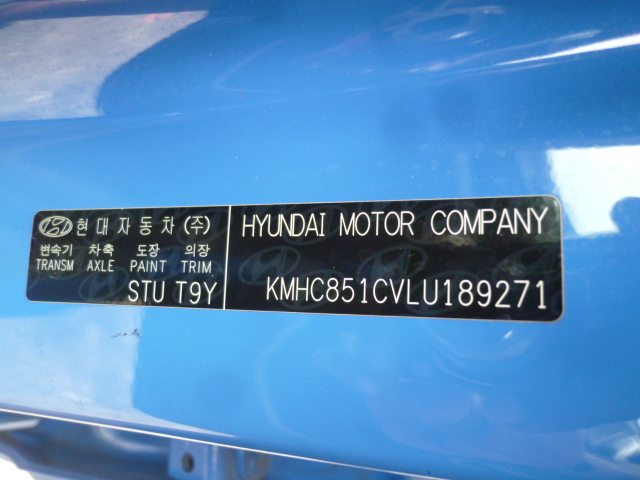 현대자동차(주)
변속기 차축 도장 의장
TRANSM AXLE PAINT TRIM
STU T9Y
HYUNDAI MOTOR COMPANY
KMHC851CVLU189271